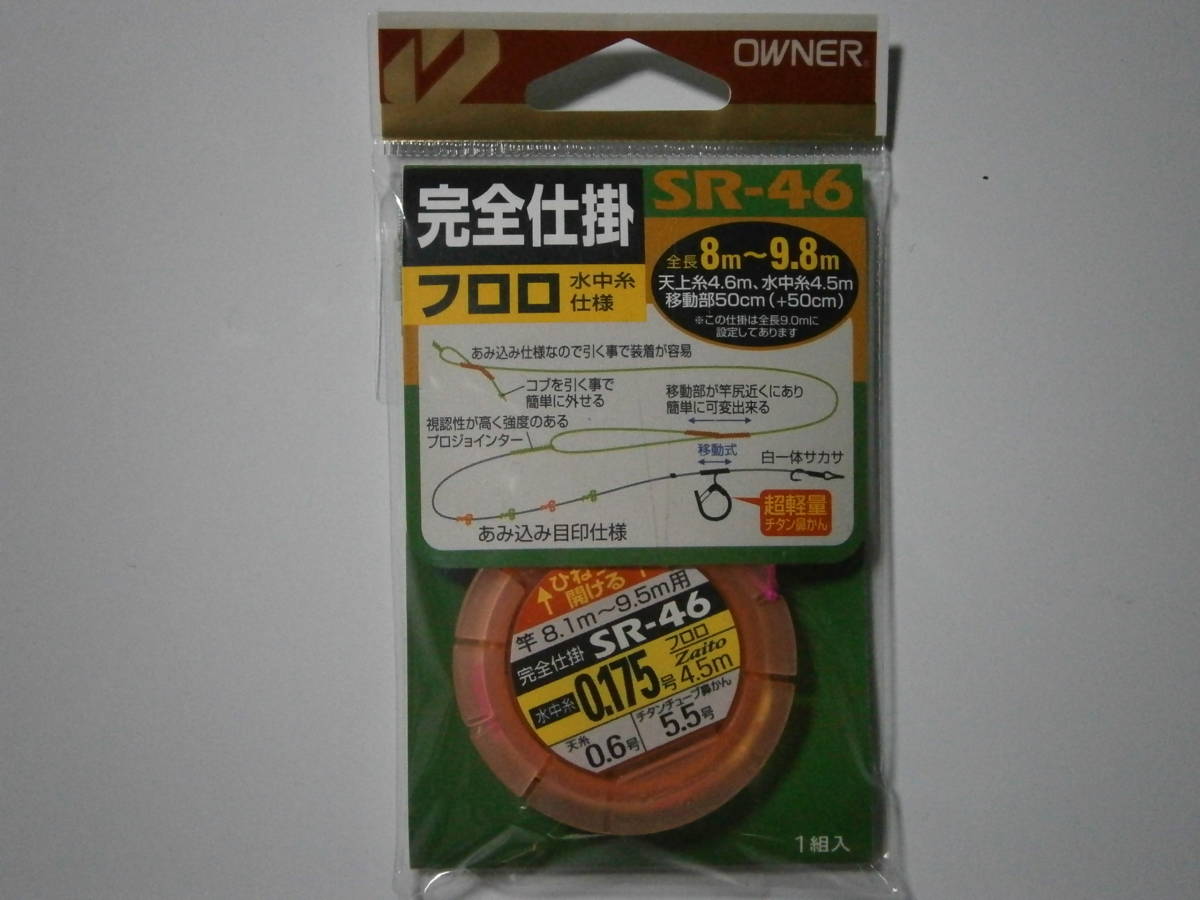 OWNER
完全仕掛
SR-46
フロロ 水中糸
仕様
全長 8m〜9.8m
天上糸4.6m、水中糸4.5m
移動部50cm(+50cm)
※この仕掛は全長9.0mに
設定してあります
あみ込み仕様なので引く事で装着が容易
コブを引く事で
簡単に外せる
移動部が竿尻近くにあり
簡単に可変出来る
視認性が高く強度のある
プロジョインター
移動式
白一体サカサ
超軽量
チタン鼻かん
あみ込み目印仕様
開ける
竿 8.1m〜9.5m用
完全仕掛 SR-46
水中糸 0.175号
フロロ
Zaito
4.5m
天糸
0.6号
チタンチューブ鼻かん
5.5号
1組入